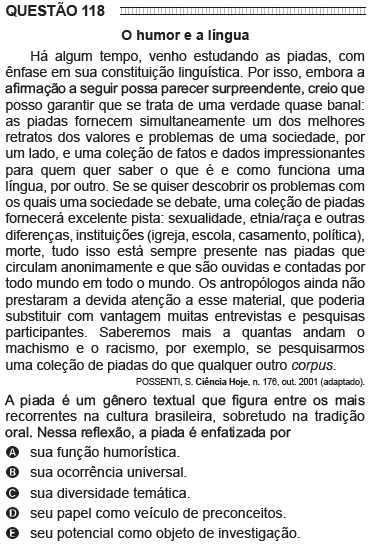 QUESTÃO 118
O humor e a língua
Há algum tempo, venho estudando as piadas, com
ênfase em sua constituição linguística. Por isso, embora a
afirmação a seguir possa parecer surpreendente, creio que
posso garantir que se trata de uma verdade quase banal:
as piadas fornecem simultaneamente um dos melhores
retratos dos valores e problemas de uma sociedade, por
um lado, e uma coleção de fatos e dados impressionantes
para quem quer saber o que é e como funciona uma
língua, por outro. Se se quiser descobrir os problemas com
os quais uma sociedade se debate, uma coleção de piadas
fornecerá excelente pista: sexualidade, etnia/raça e outras
diferenças, instituições (igreja, escola, casamento, política),
morte, tudo isso está sempre presente nas piadas que
circulam anonimamente e que são ouvidas e contadas por
todo mundo em todo o mundo. Os antropólogos ainda não
prestaram a devida atenção a esse material, que poderia
substituir com vantagem muitas entrevistas e pesquisas
participantes. Saberemos mais a quantas andam o
machismo e o racismo, por exemplo, se pesquisarmos
uma coleção de piadas do que qualquer outro corpus.
POSSENTI, S. Ciência Hoje, n. 176, out. 2001 (adaptado).
A piada é um gênero textual que figura entre os mais
recorrentes na cultura brasileira, sobretudo na tradição
oral. Nessa reflexão, a piada é enfatizada por
A sua função humorística.
B sua ocorrência universal.
C sua diversidade temática.
D seu papel como veículo de preconceitos.
E seu potencial como objeto de investigação.